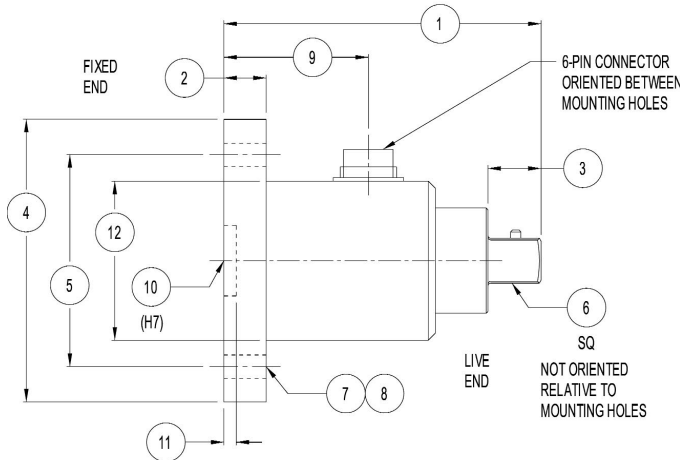 1
9
FIXED
END
2
6-PIN CONNECTOR
ORIENTED BETWEEN
MOUNTING HOLES
3
4
12
5
10
(H7)
6
SQ
LIVE
END
NOT ORIENTED
RELATIVE TO
MOUNTING HOLES
7 8
11